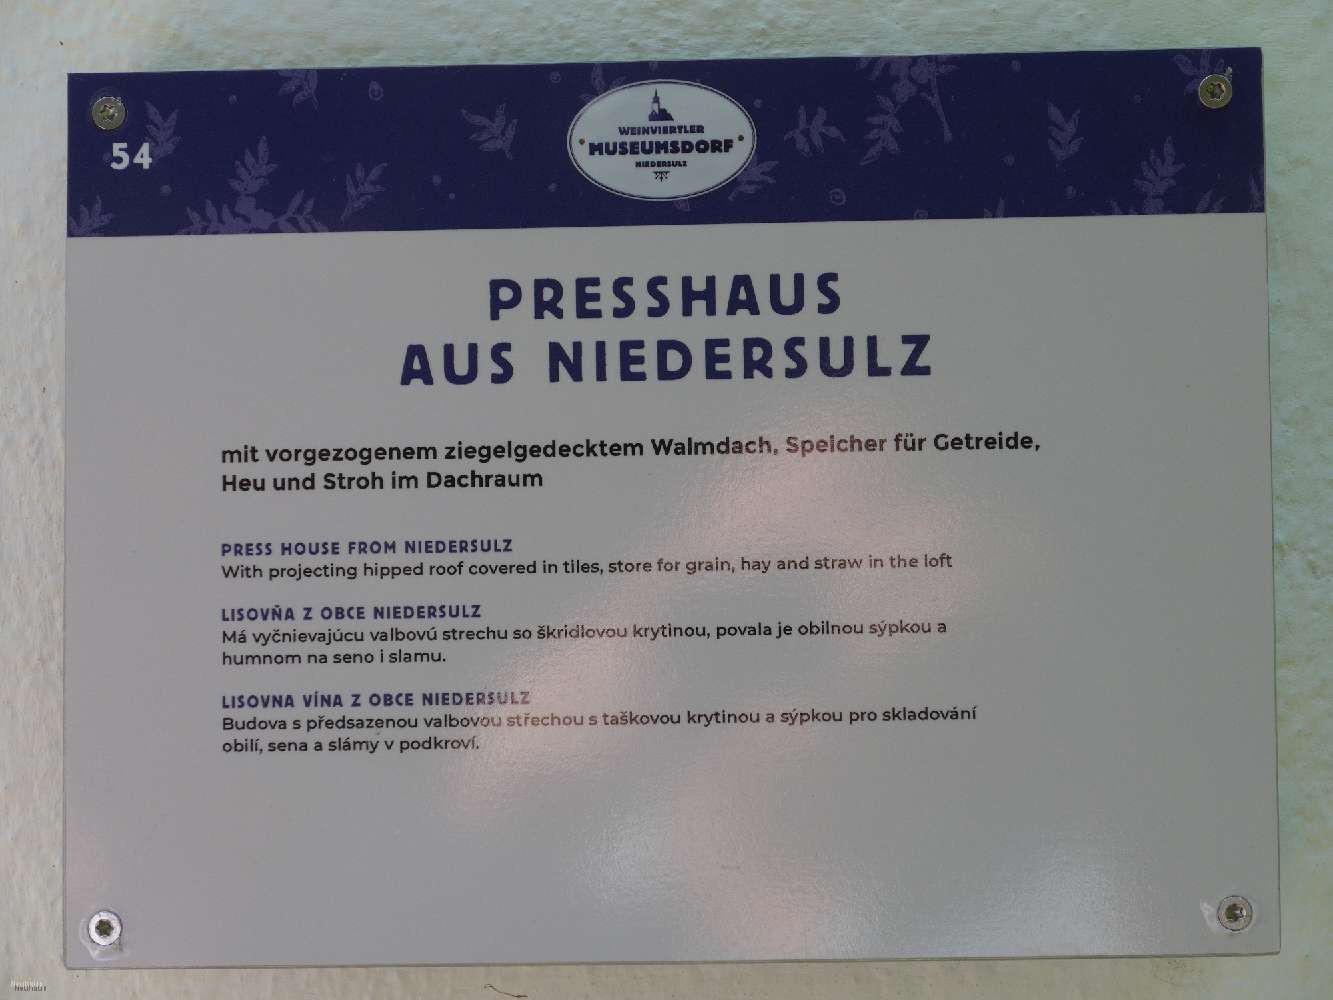 54
WEINVIERTLER
MUSEUMSDORF
NIEDERSULZ
PRESSHAUS
AUS NIEDERSULZ
mit vorgezogenem ziegelgedecktem Walmdach, Speicher für Getreide,
Heu und Stroh im Dachraum
PRESS HOUSE FROM NIEDERSULZ
With projecting hipped roof covered in tiles, store for grain, hay and straw in the loft
LISOVŇA Z OBCE NIEDERSULZ
Má vyčnievajúcu valbovú strechu so škridlovou krytinou, povala je obilnou sýpkou a
humnom na seno i slamu.
LISOVNA VÍNA Z OBCE NIEDERSULZ
Budova s předsazenou valbovou střechou s taškovou krytinou a sýpkou pro skladování
obilí, sena a slámy v podkroví.